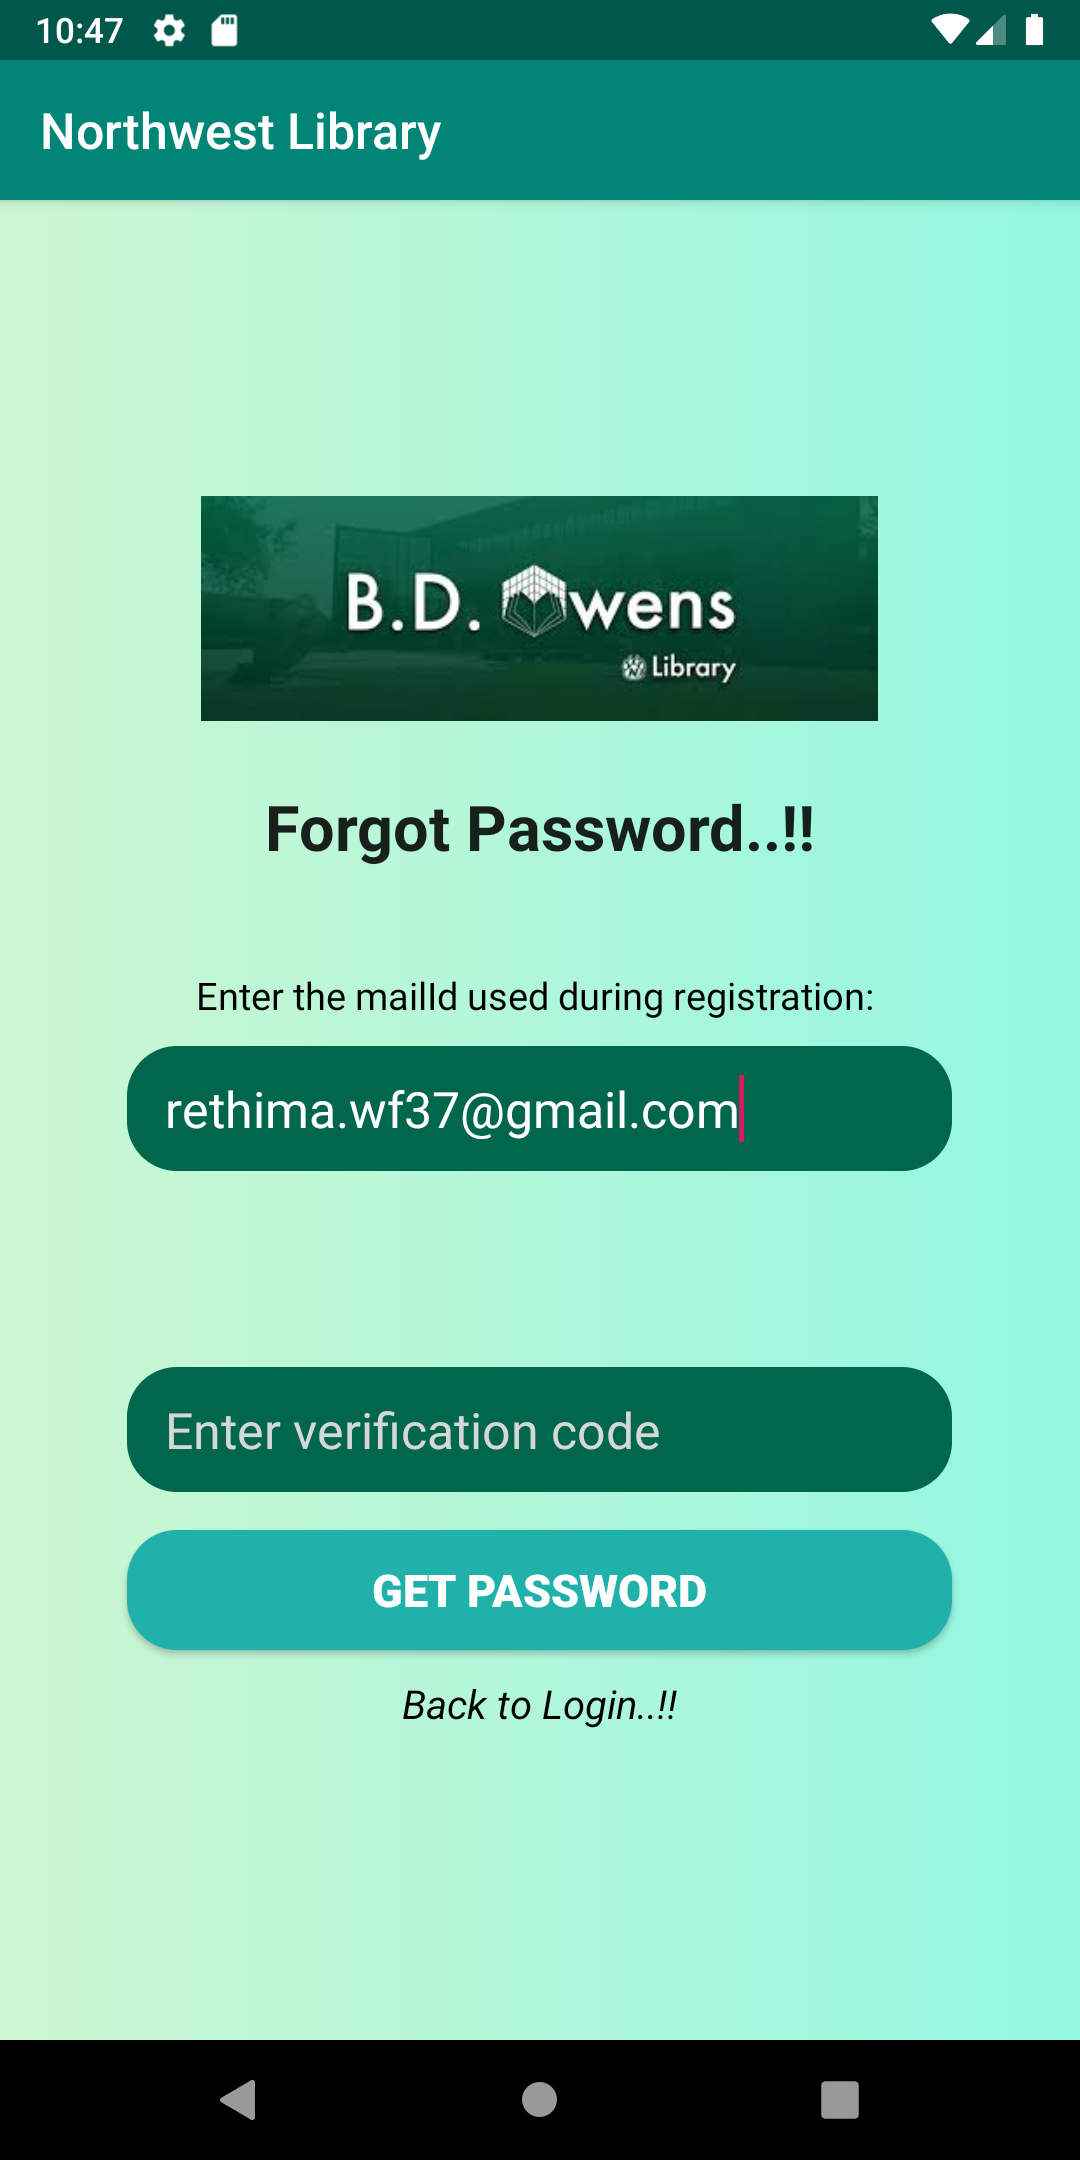 10:47
Northwest Library
B.D. Owens
Library
Forgot Password..!!
Enter the mailId used during registration:
rethima.wf37@gmail.com
Enter verification code
GET PASSWORD
Back to Login..!!